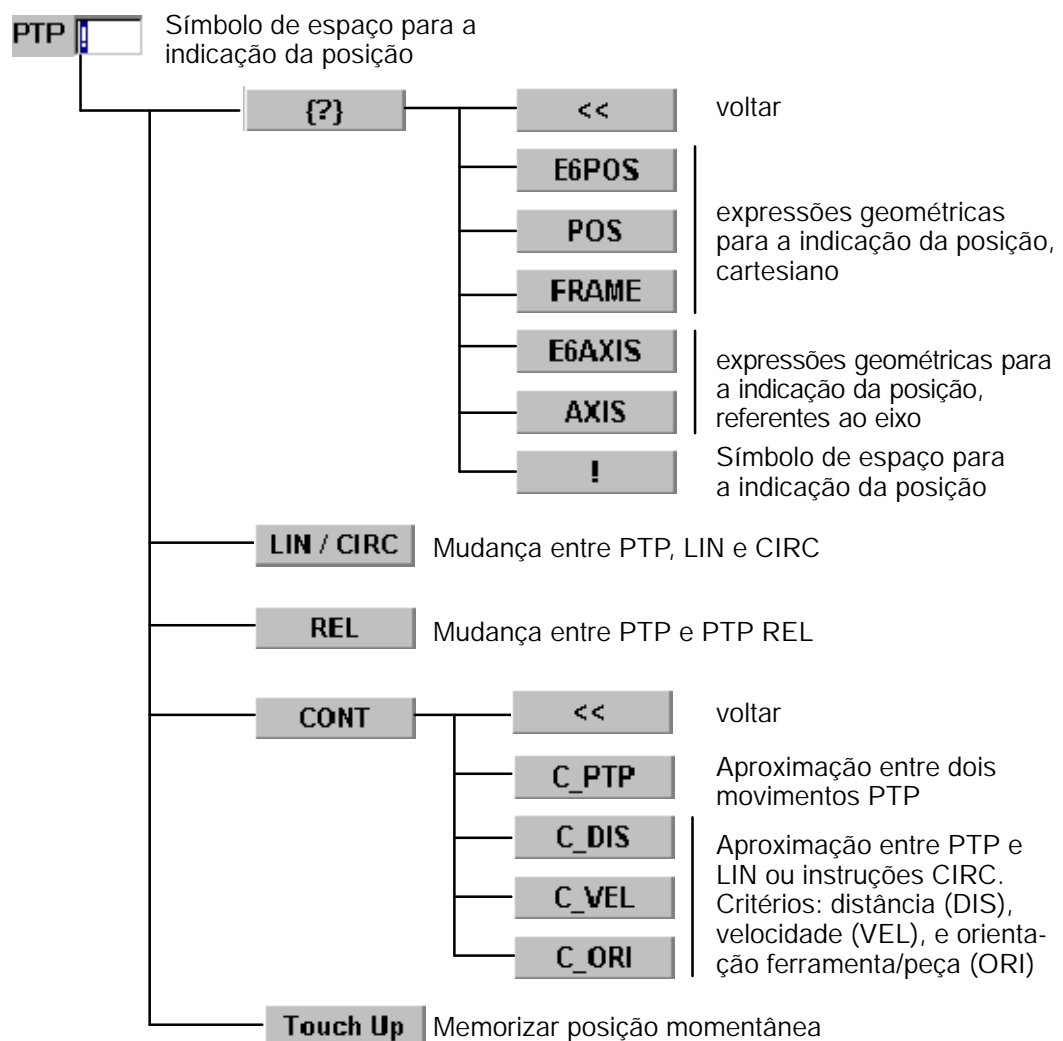 PTP ! Símbolo de espaço para a
indicação da posição
{?}
<< voltar
E6POS
POS
FRAME
expressões geométricas
para a indicação da posição,
cartesiano
E6AXIS
AXIS
expressões geométricas para
a indicação da posição,
referentes ao eixo
! Símbolo de espaço para
a indicação da posição
LIN / CIRC Mudança entre PTP, LIN e CIRC
REL Mudança entre PTP e PTP REL
CONT
<< voltar
C_PTP Aproximação entre dois
movimentos PTP
C_DIS
C_VEL
C_ORI
Aproximação entre PTP e
LIN ou instruções CIRC.
Critérios: distância (DIS),
velocidade (VEL), e orienta-
ção ferramenta/peça (ORI)
Touch Up Memorizar posição momentânea